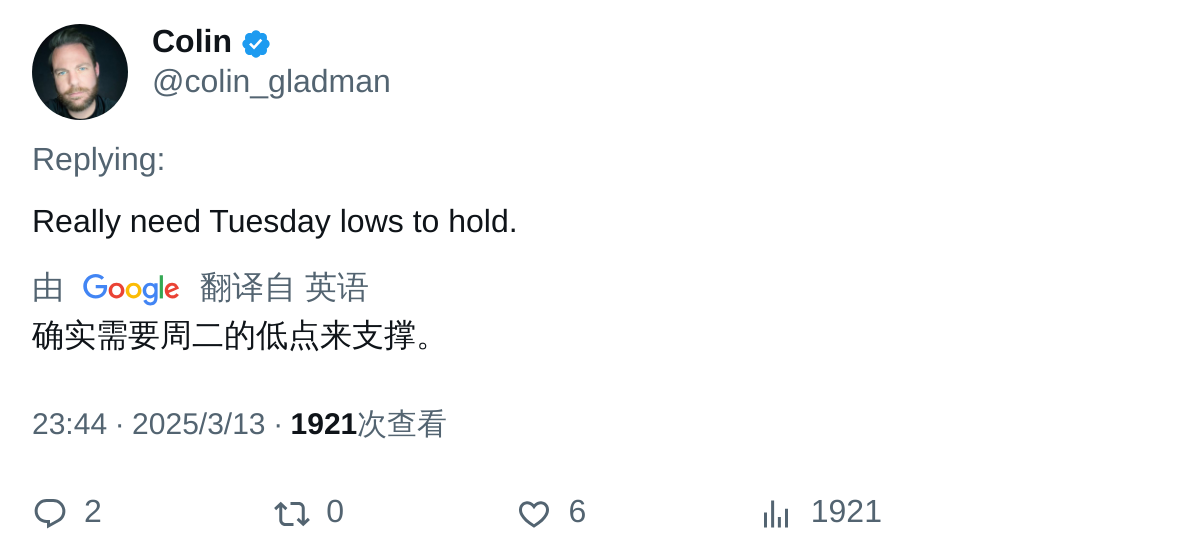 Colin
@colin_gladman
Replying:
Really need Tuesday lows to hold.
由 Google 翻译自 英语
确实需要周二的低点来支撑。
23:44 · 2025/3/13 · 1921次查看
2 0 6 1921